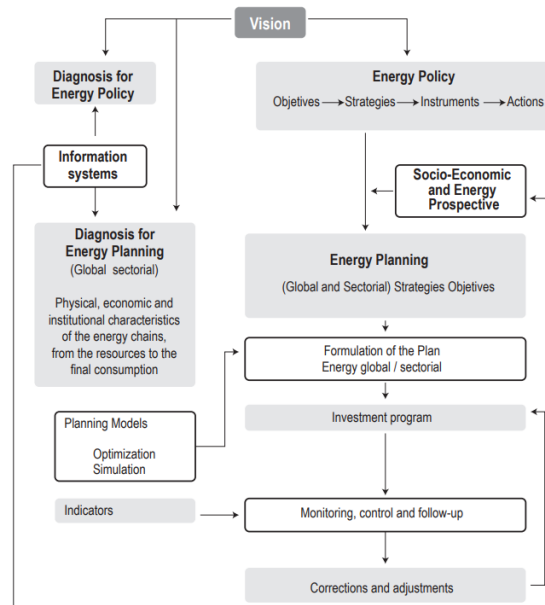 Vision
Diagnosis for
Energy Policy
Energy Policy
Objetives Strategies Instruments Actions
Information
systems
Socio-Economic
and Energy
Prospective
Diagnosis for
Energy Planning
(Global sectorial)
Physical, economic and
institutional characteristics
of the energy chains,
from the resources to the
final consumption
Energy Planning
(Global and Sectorial) Strategies Objetives
Formulation of the Plan
Energy global / sectorial
Planning Models
Optimization
Simulation
Investment program
Indicators
Monitoring, control and follow-up
Corrections and adjustments